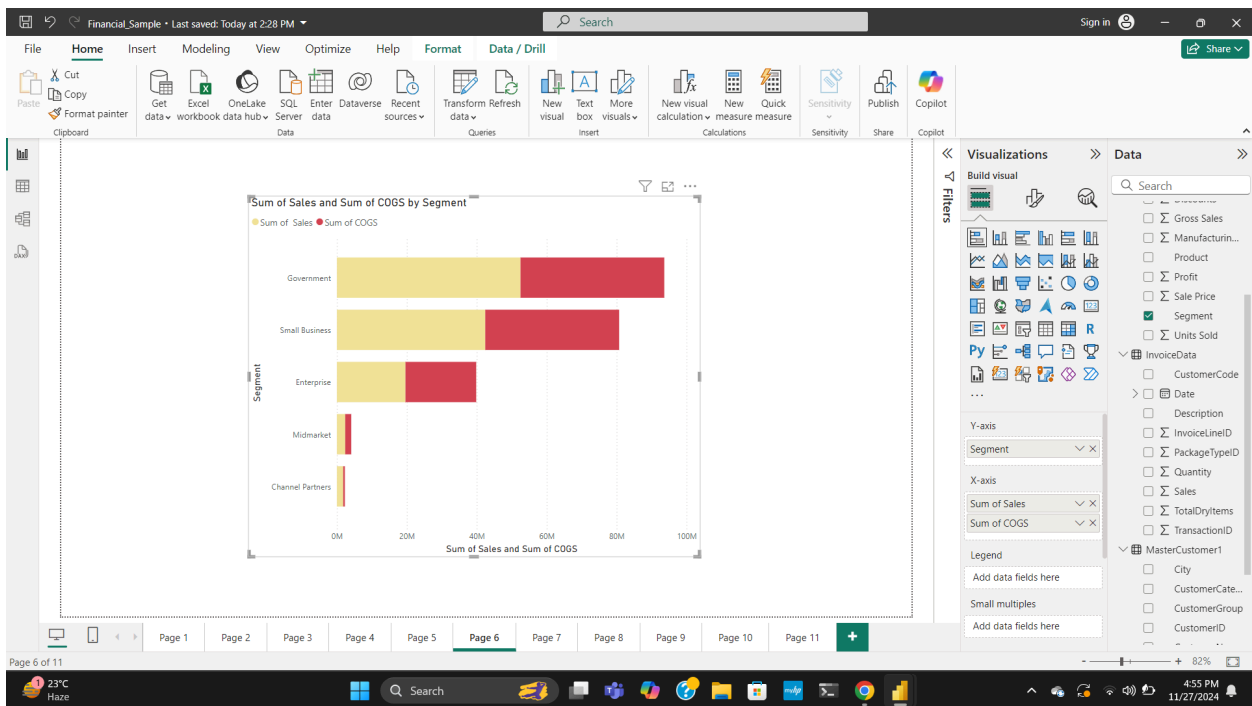 Financial_Sample • Last saved: Today at 2:28 PM
Search
Sign in
File Home Insert Modeling View Optimize Help Format Data / Drill
Share
Paste
Cut
Copy
Format painter
Clipboard
Get data
Excel workbook
OneLake data hub
SQL Server
Enter data
Dataverse
Recent sources
Data
Transform data
Refresh
Queries
New visual
Text box
More visuals
Insert
New visual calculation
New measure
Quick measure
Calculations
Sensitivity
Sensitivity
Publish
Share
Copilot
Copilot
Sum of Sales and Sum of COGS by Segment
Sum of Sales Sum of COGS
Segment
Government
Small Business
Enterprise
Midmarket
Channel Partners
0M 20M 40M 60M 80M 100M
Sum of Sales and Sum of COGS
Filters
Visualizations
Build visual
123
R
Py
123
...
Y-axis
Segment
X-axis
Sum of Sales
Sum of COGS
Legend
Add data fields here
Small multiples
Add data fields here
Data
Search
Gross Sales
Manufacturin...
Product
Profit
Sale Price
Segment
Units Sold
InvoiceData
CustomerCode
Date
Description
InvoiceLineID
PackageTypeID
Quantity
Sales
TotalDryItems
TransactionID
MasterCustomer1
City
CustomerCate...
CustomerGroup
CustomerID
Page 1 Page 2 Page 3 Page 4 Page 5 Page 6 Page 7 Page 8 Page 9 Page 10 Page 11 +
Page 6 of 11
- + 82%
1
23°C
Haze
Search
4:55 PM
11/27/2024